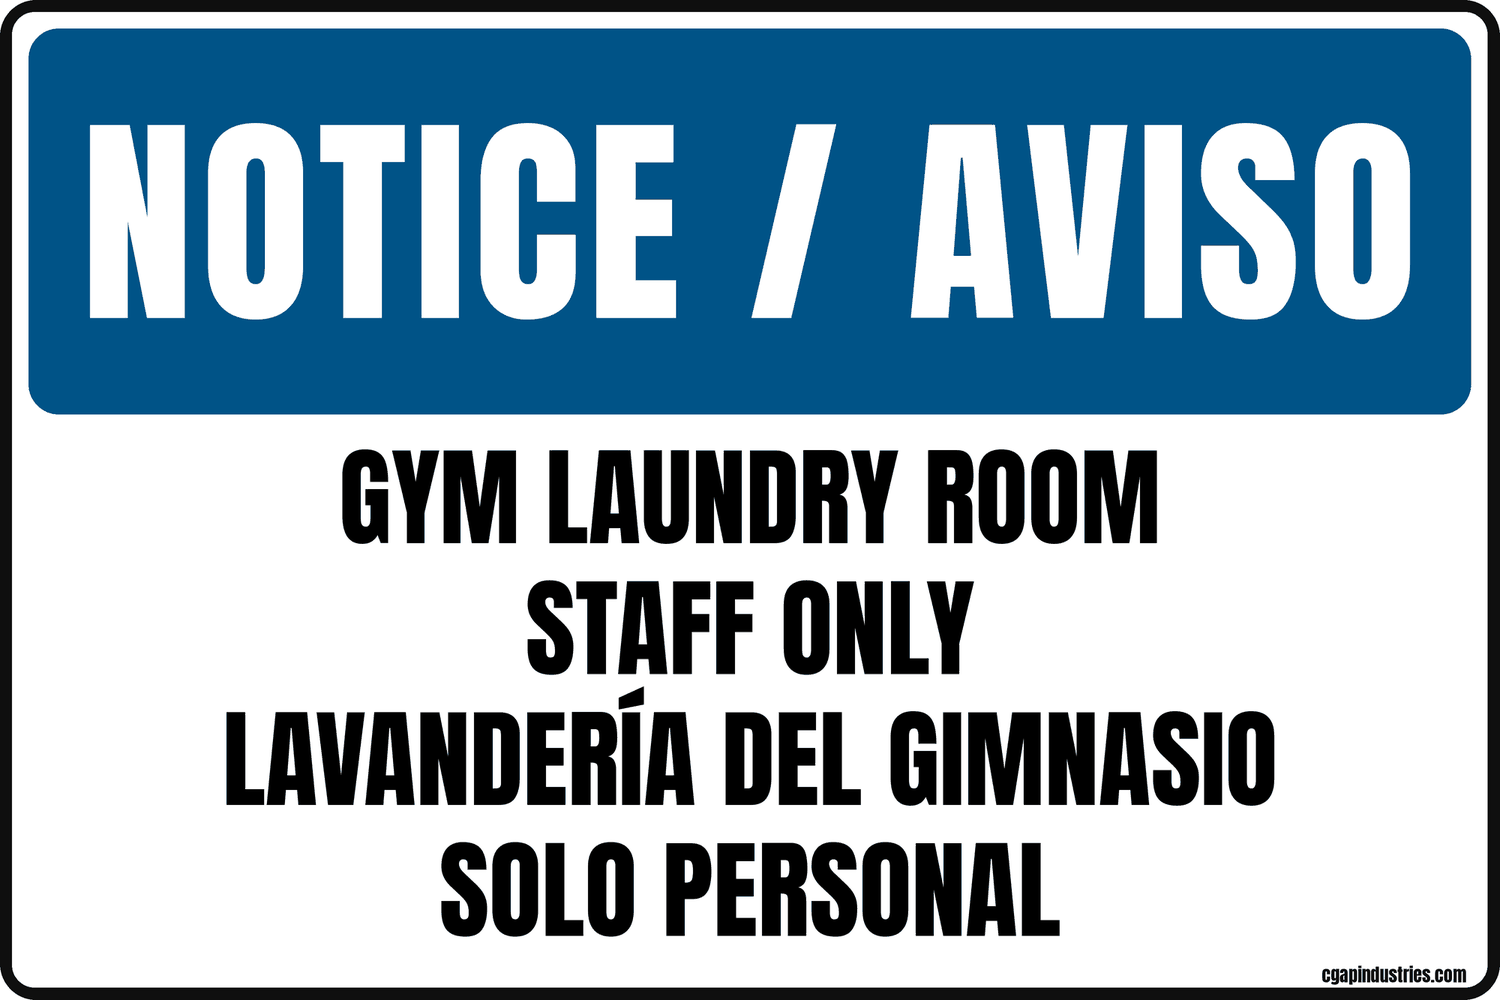 NOTICE / AVISO
GYM LAUNDRY ROOM
STAFF ONLY
LAVANDERÍA DEL GIMNASIO
SOLO PERSONAL
cgapindustries.com